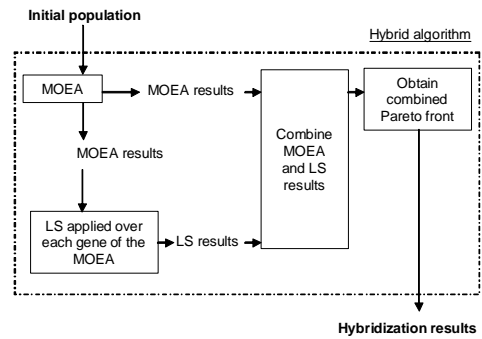 Initial population
Hybrid algorithm
MOEA
MOEA results
Obtain
combined
Pareto front
Combine
MOEA
and LS
results
MOEA results
LS applied over
each gene of the
MOEA
LS results
Hybridization results